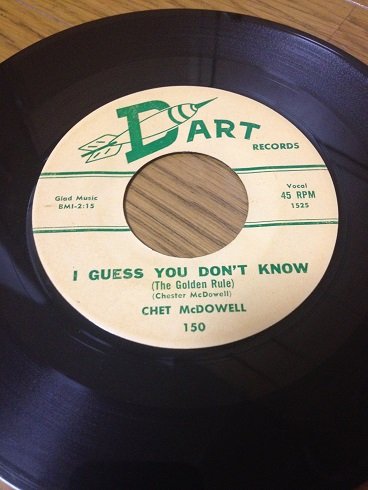 DART
RECORDS
Glad Music
BMI-2:15
Vocal
45 RPM
1525
I GUESS YOU DON'T KNOW
(The Golden Rule)
(Chester McDowell)
CHET McDOWELL
150